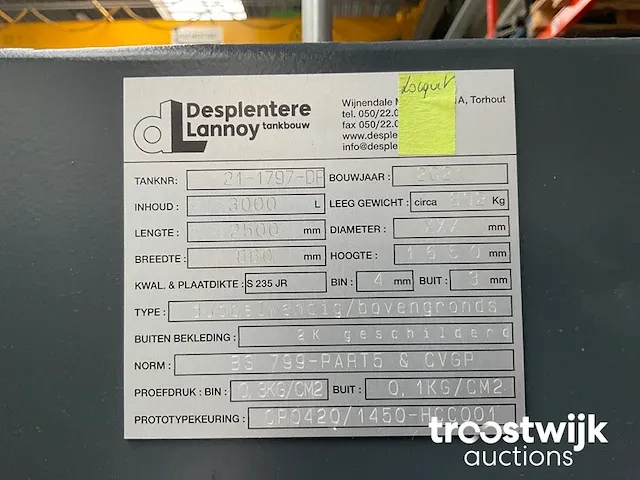 Desplentere
Lannoy tankbouw
Wijnendale A, Torhout
tel. 050/22.0
fax 050/22.0
www.desple
info@desple
Locquet
TANKNR: 21-1797-DP BOUWJAAR: 2021
INHOUD: 3000 L LEEG GEWICHT: circa Kg
LENGTE: 2500 mm DIAMETER: /// mm
BREEDTE: mm HOOGTE: 1550 mm
KWAL. & PLAATDIKTE: S 235 JR BIN: 4 mm BUIT: 3 mm
TYPE: dubbelwandig/bovengronds
BUITEN BEKLEDING: 2K geschilderd
NORM: BS 799-PART5 & CVGP
PROEFDRUK: BIN: 0,3KG/CM2 BUIT: 0,1KG/CM2
PROTOTYPEKEURING:
troostwijk
auctions